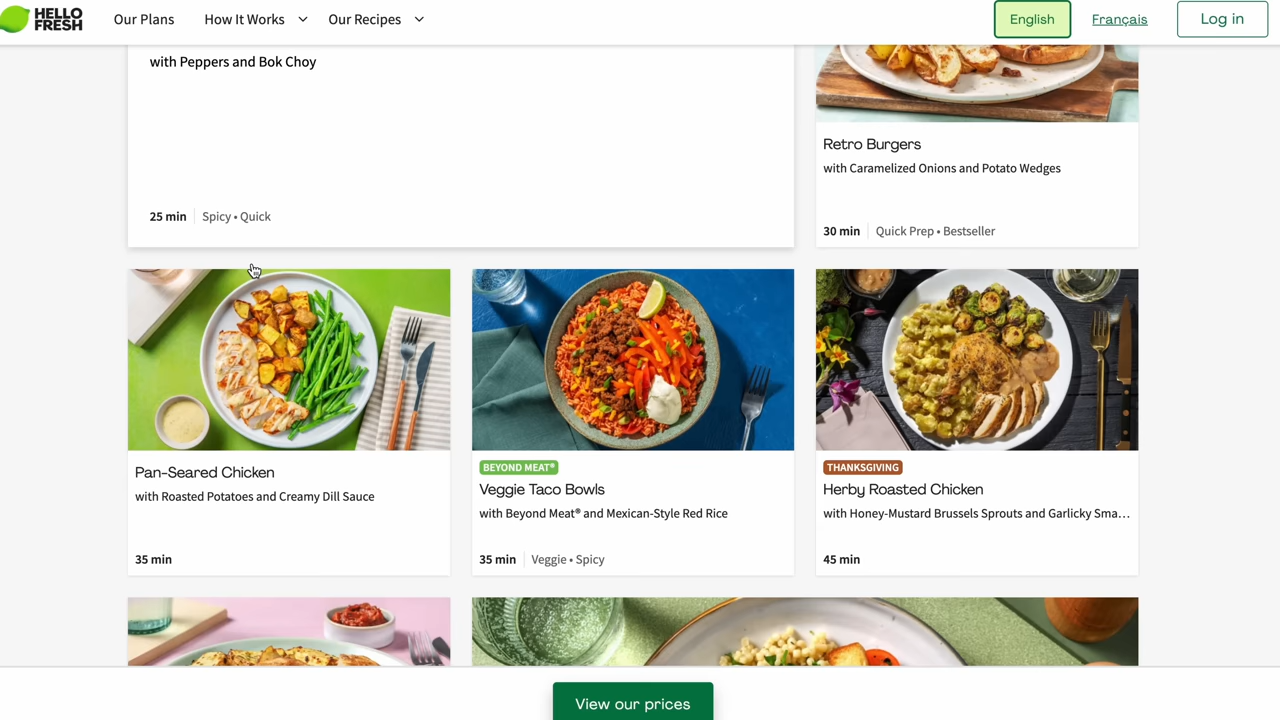 HELLO
FRESH
Our Plans
How It Works
Our Recipes
English
Français
Log in
with Peppers and Bok Choy
25 min
Spicy • Quick
Retro Burgers
with Caramelized Onions and Potato Wedges
30 min
Quick Prep • Bestseller
Pan-Seared Chicken
with Roasted Potatoes and Creamy Dill Sauce
35 min
BEYOND MEAT®
Veggie Taco Bowls
with Beyond Meat® and Mexican-Style Red Rice
35 min
Veggie • Spicy
THANKSGIVING
Herby Roasted Chicken
with Honey-Mustard Brussels Sprouts and Garlicky Sma...
45 min
View our prices